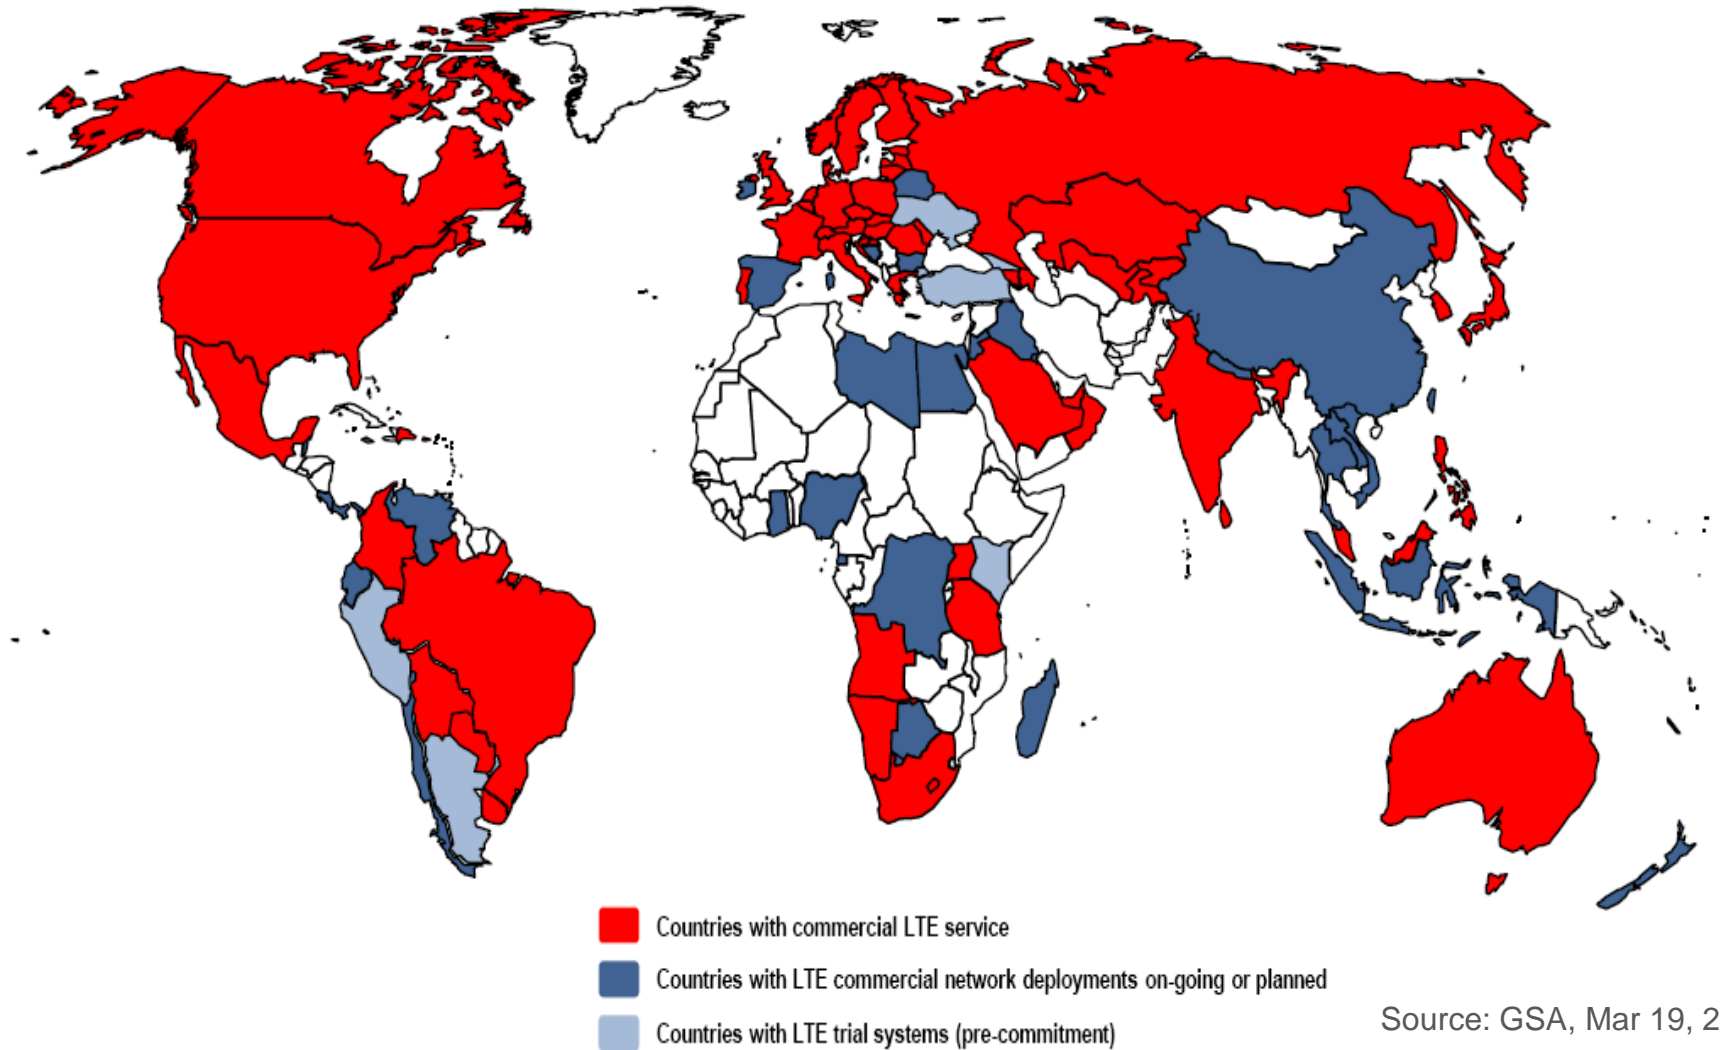 Countries with commercial LTE service
Countries with LTE commercial network deployments on-going or planned
Countries with LTE trial systems (pre-commitment)
Source: GSA, Mar 19, 2